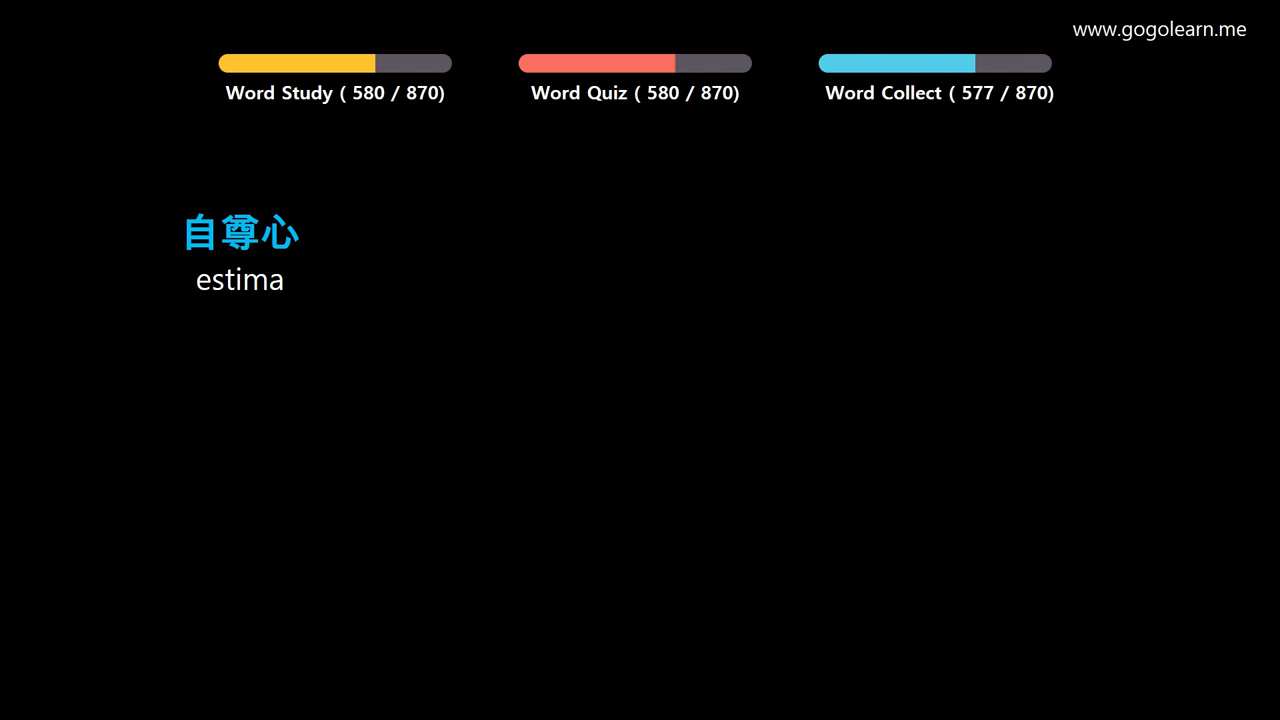 www.gogolearn.me
Word Study ( 580 / 870)
Word Quiz ( 580 / 870)
Word Collect ( 577 / 870)
自尊心
estima